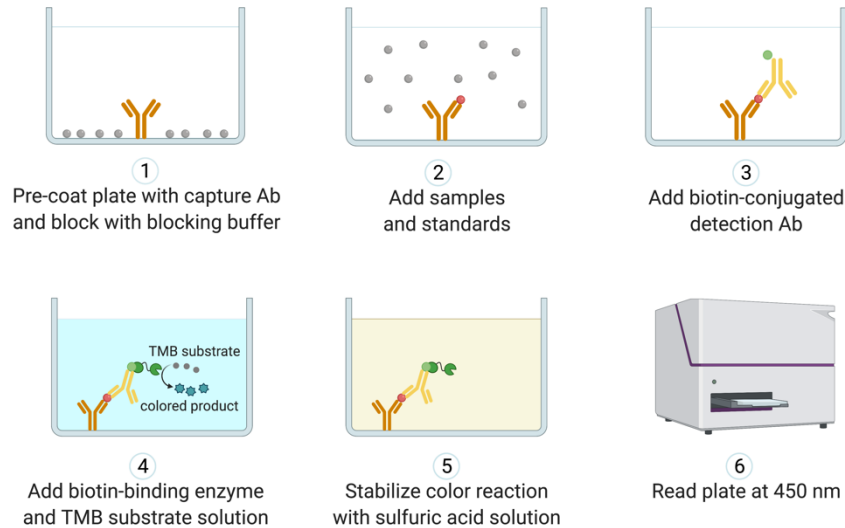 1
Pre-coat plate with capture Ab
and block with blocking buffer
2
Add samples
and standards
3
Add biotin-conjugated
detection Ab
TMB substrate
colored product
4
Add biotin-binding enzyme
and TMB substrate solution
5
Stabilize color reaction
with sulfuric acid solution
6
Read plate at 450 nm